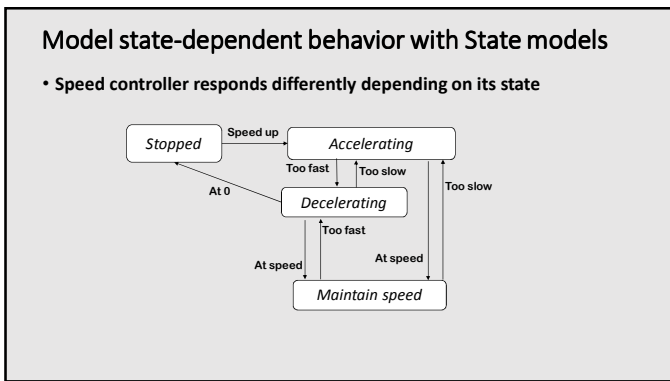 Model state-dependent behavior with State models
• Speed controller responds differently depending on its state
Stopped
Speed up
Accelerating
Too fast
Too slow
At 0
Decelerating
Too slow
Too fast
At speed
At speed
Maintain speed